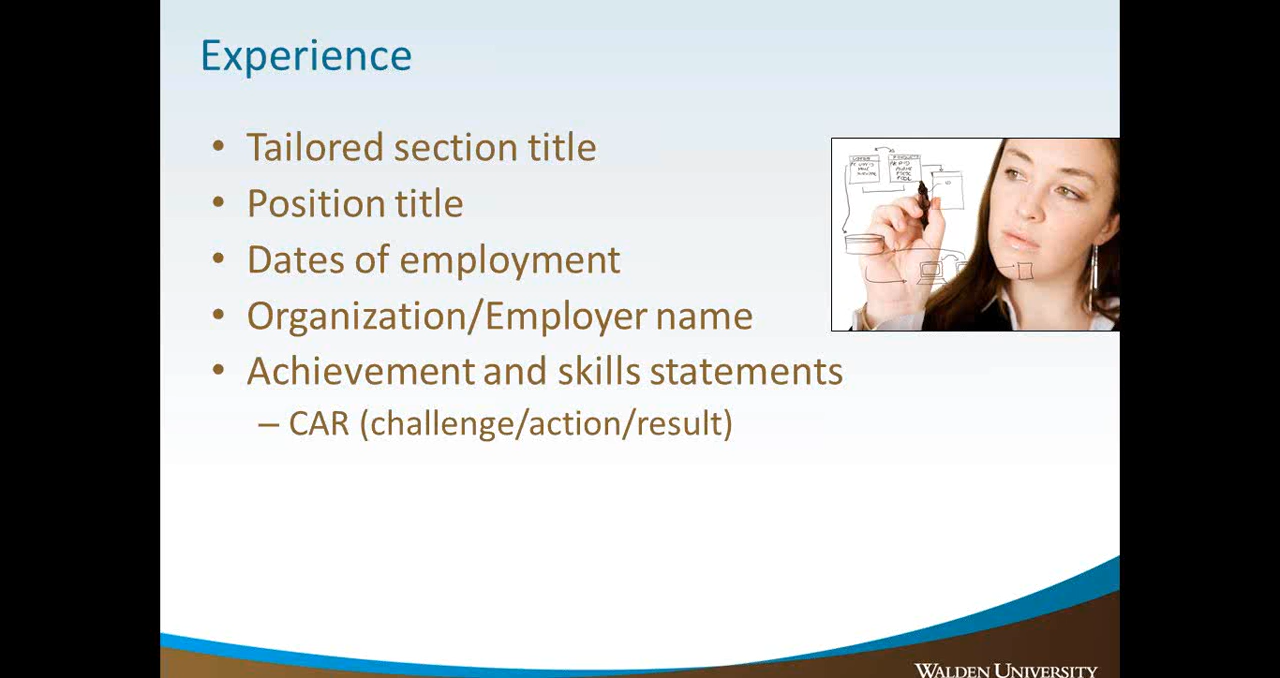 Experience
• Tailored section title
• Position title
• Dates of employment
• Organization/Employer name
• Achievement and skills statements
– CAR (challenge/action/result)
WALDEN UNIVERSITY